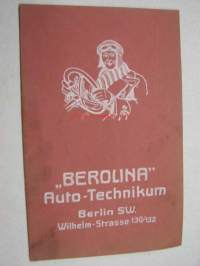 „BEROLINA"
Auto-Technikum
Berlin SW.
Wilhelm-Strasse 130/132